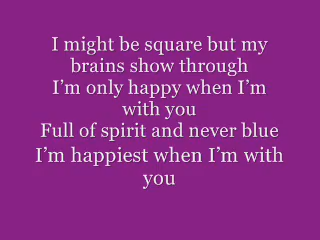 I might be square but my
brains show through
I’m only happy when I’m
with you
Full of spirit and never blue
I’m happiest when I’m with
you